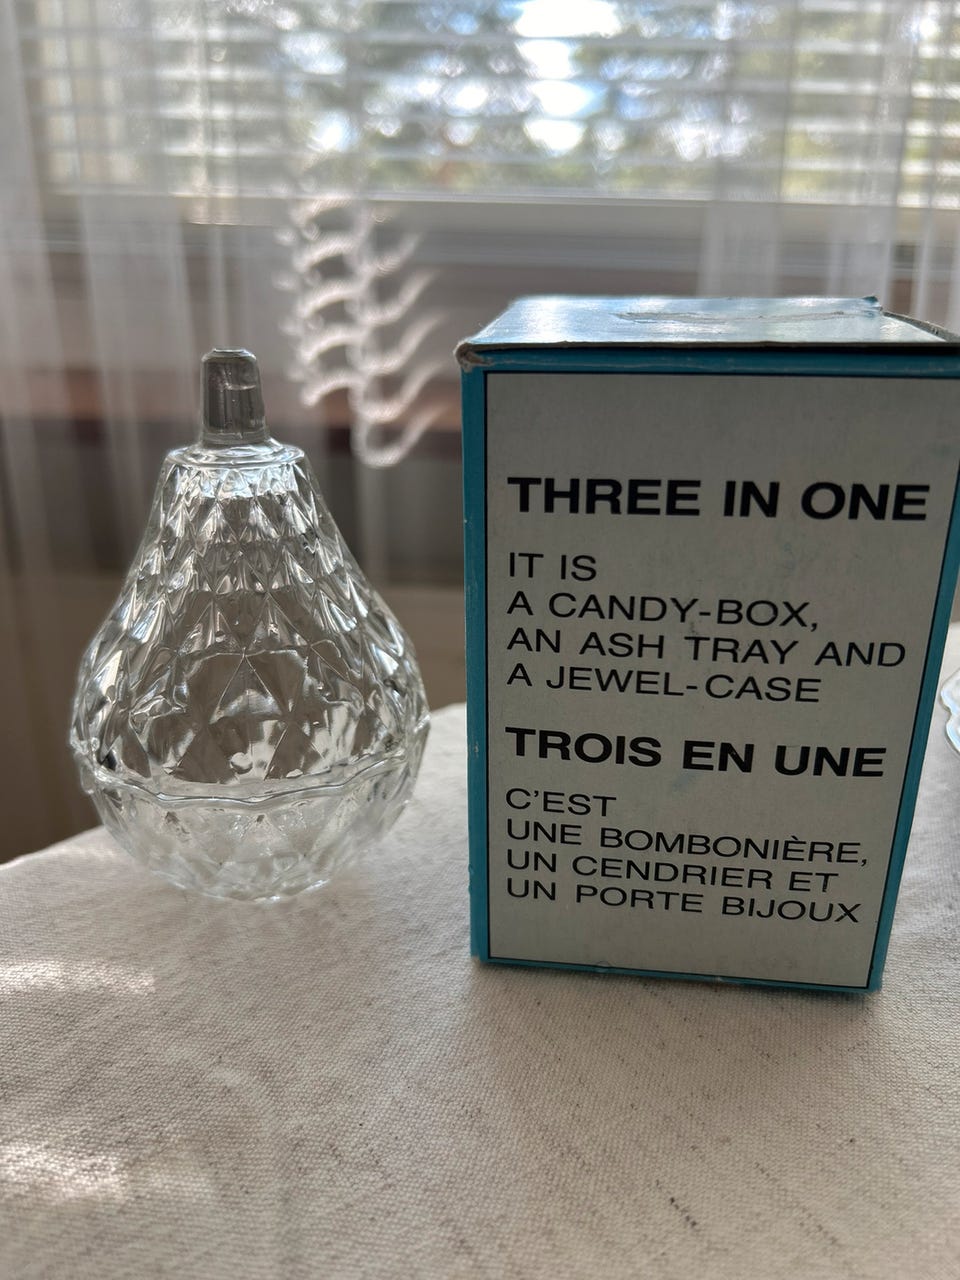 THREE IN ONE
IT IS
A CANDY-BOX,
AN ASH TRAY AND
A JEWEL-CASE
TROIS EN UNE
C'EST
UNE BOMBONIÈRE,
UN CENDRIER ET
UN PORTE BIJOUX